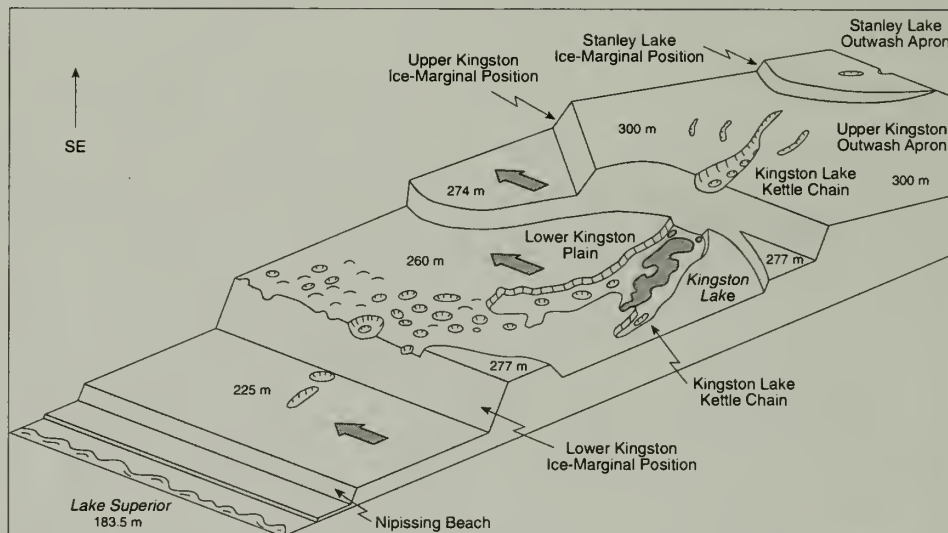 Stanley Lake
Outwash Apron
Stanley Lake
Ice-Marginal Position
Upper Kingston
Ice-Marginal Position
SE
300 m
Upper Kingston
Outwash Apron
Kingston Lake
Kettle Chain
300 m
274 m
Lower Kingston
Plain
260 m
277 m
Kingston
Lake
277 m
225 m
Kingston Lake
Kettle Chain
Lower Kingston
Ice-Marginal Position
Lake Superior
183.5 m
Nipissing Beach